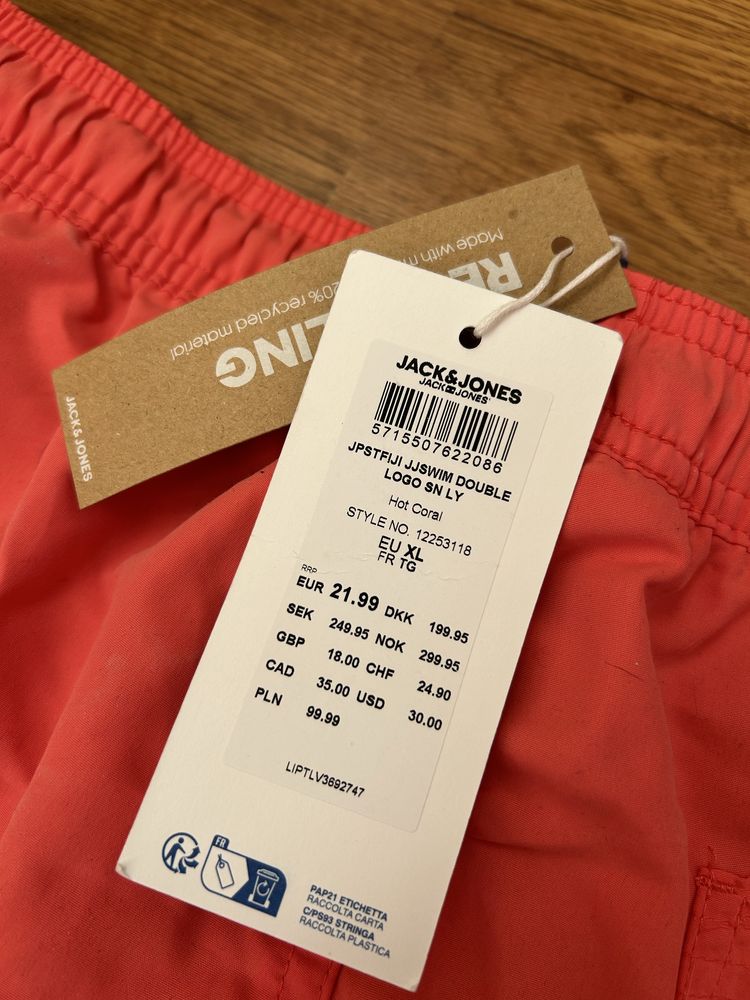 JACK&JONES
JACK&JONES
5715507622086
JPSTFIJI JJSWIM DOUBLE
LOGO SN LY
Hot Coral
STYLE NO. 12253118
EU XL
FR TG
RRP
EUR 21.99 DKK 199.95
SEK 249.95 NOK 299.95
GBP 18.00 CHF 24.90
CAD 35.00 USD 30.00
PLN 99.99
LIPTLV3692747
FR
PAP21 ETICHETTA
RACCOLTA CARTA
C/PS93 STRINGA
RACCOLTA PLASTICA
JACK & JONES
LING
Made with
20% recycled material